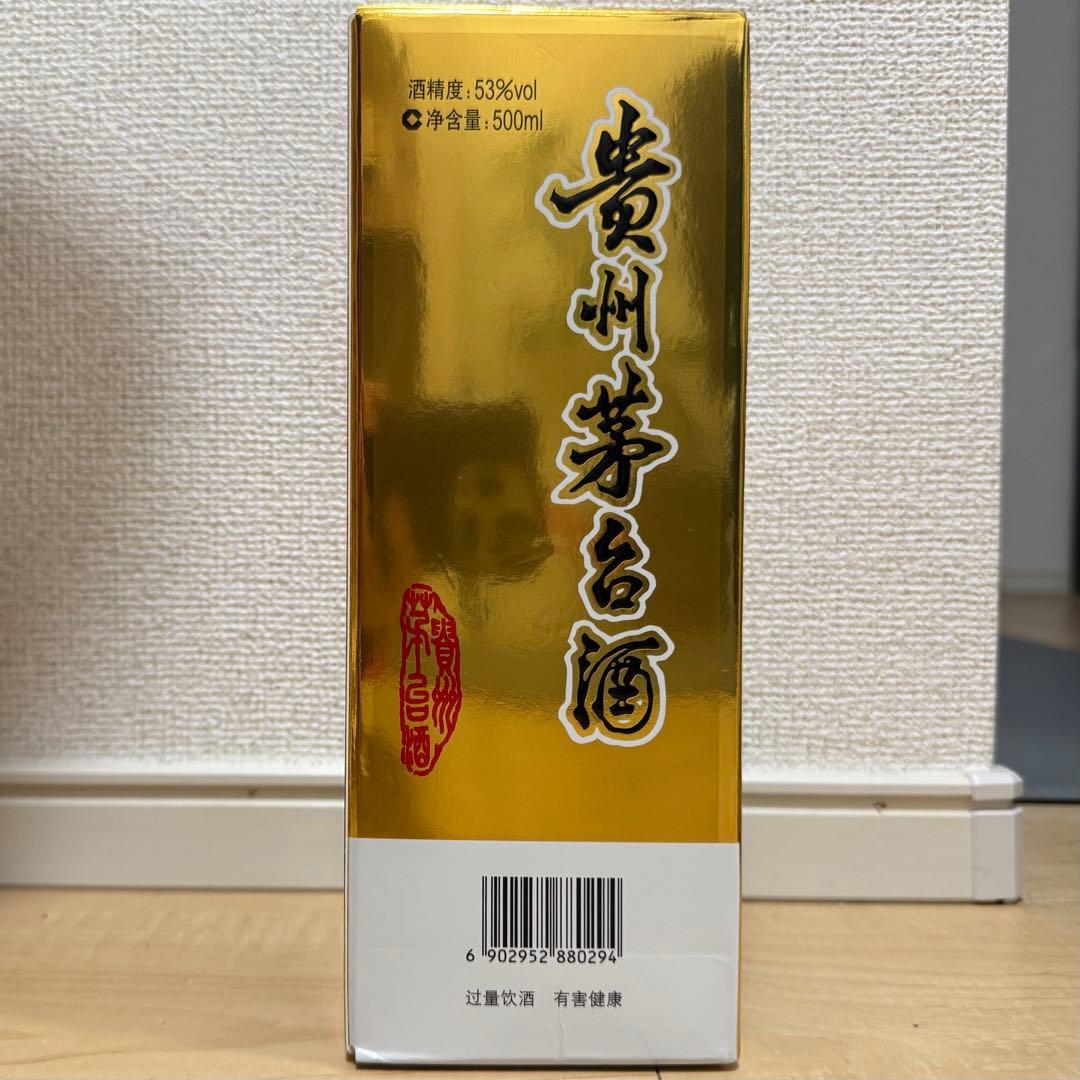 酒精度:53%vol
净含量:500ml
贵州茅台酒
貴州
茅台酒
6 902952 880294
过量饮酒 有害健康